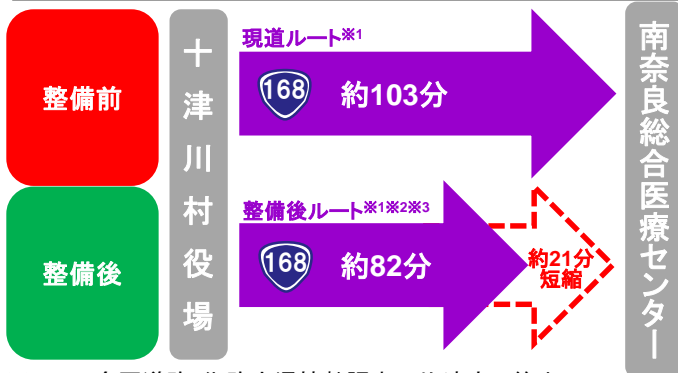 整備前
十津川村役場
現道ルート※1
168
約103分
南奈良総合医療センター
整備後
整備後ルート※1※2※3
168
約82分
約21分
短縮